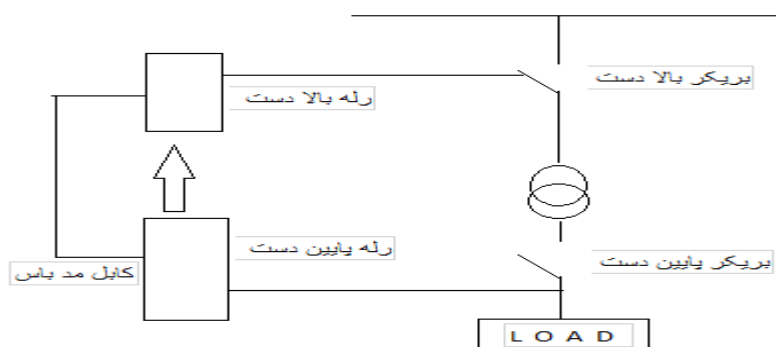 بریکر بالا دست
رله بالا دست
رله پایین دست
بریکر پایین دست
کابل مد باس
LOAD